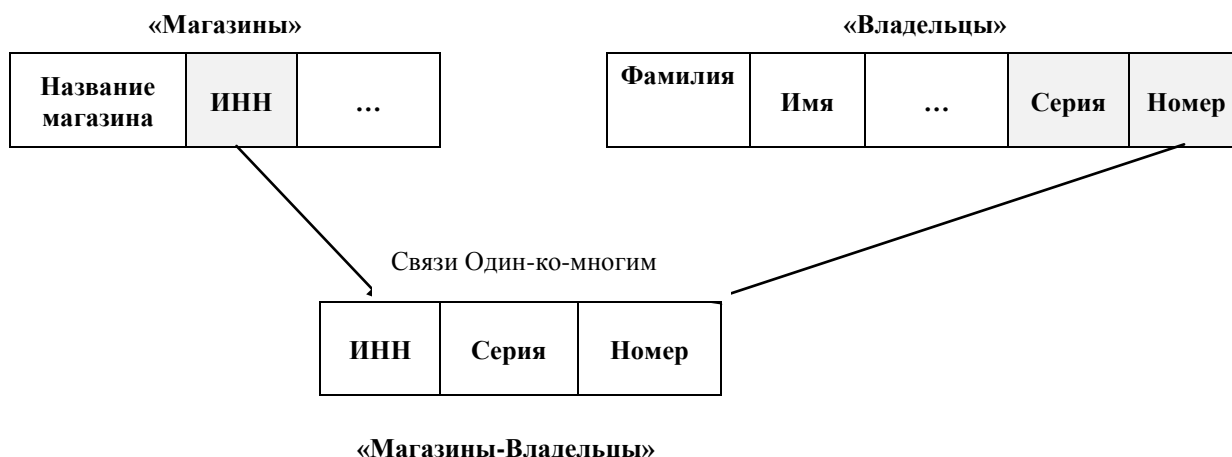 «Магазины»
«Владельцы»
Название
магазина
ИНН
…
Фамилия
Имя
…
Серия
Номер
Связи Один-ко-многим
ИНН
Серия
Номер
«Магазины-Владельцы»